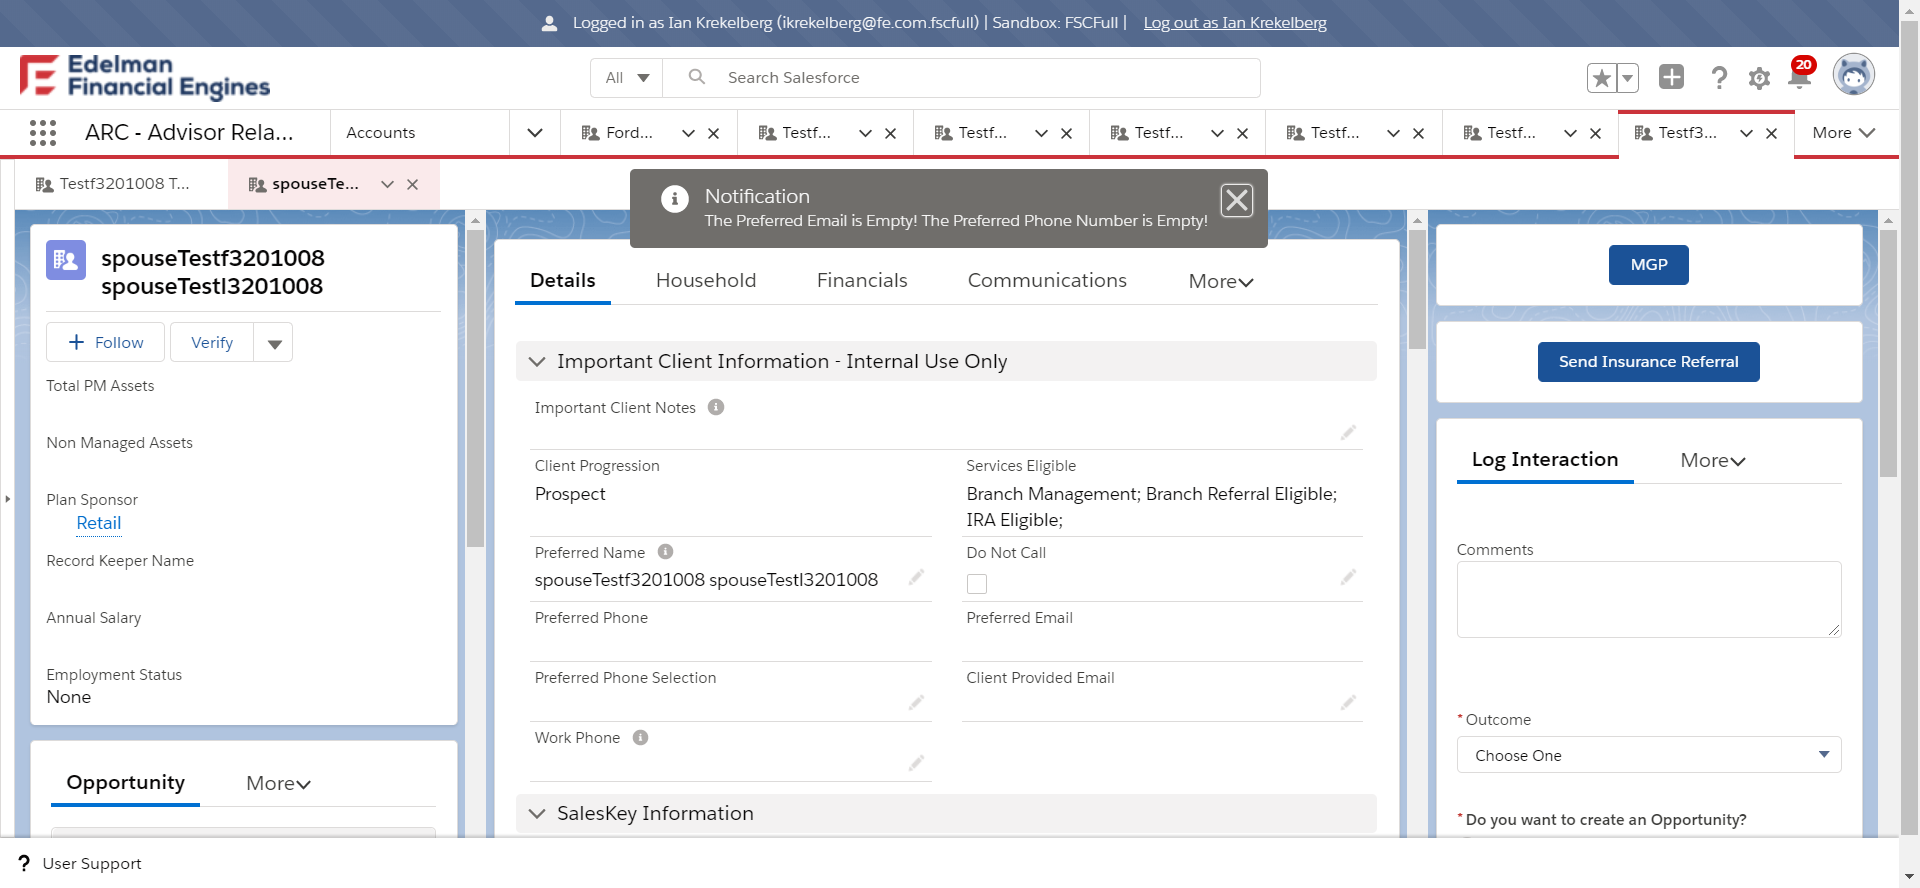 Logged in as Ian Krekelberg (ikrekelberg@fe.com.fscfull) | Sandbox: FSCFull | Log out as Ian Krekelberg
Edelman
Financial Engines
All
Search Salesforce
20
ARC - Advisor Rela...
Accounts
Ford...
Testf...
Testf...
Testf...
Testf...
Testf...
Testf3...
More
Testf3201008 T...
spouseTe...
Notification
The Preferred Email is Empty! The Preferred Phone Number is Empty!
spouseTestf3201008
spouseTestl3201008
Follow
Verify
Total PM Assets
Non Managed Assets
Plan Sponsor
Retail
Record Keeper Name
Annual Salary
Employment Status
None
Opportunity
More
Details
Household
Financials
Communications
More
Important Client Information - Internal Use Only
Important Client Notes
Client Progression
Prospect
Services Eligible
Branch Management; Branch Referral Eligible;
IRA Eligible;
Preferred Name
spouseTestf3201008 spouseTestl3201008
Do Not Call
Preferred Phone
Preferred Email
Preferred Phone Selection
Client Provided Email
Work Phone
SalesKey Information
MGP
Send Insurance Referral
Log Interaction
More
Comments
* Outcome
Choose One
* Do you want to create an Opportunity?
? User Support